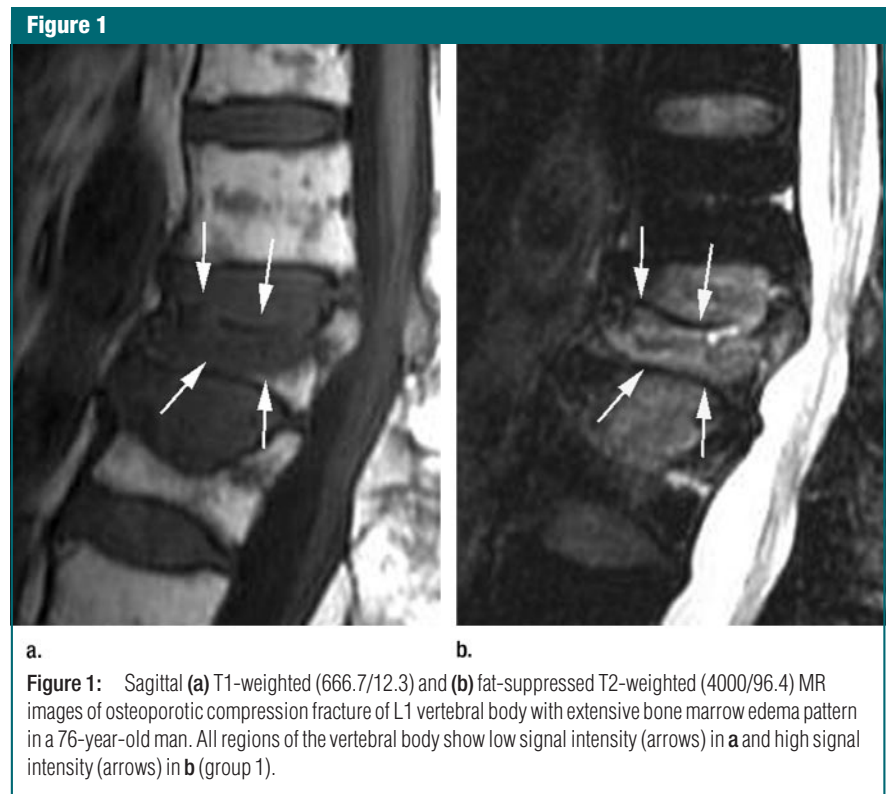 Figure 1
a.
b.
Figure 1: Sagittal (a) T1-weighted (666.7/12.3) and (b) fat-suppressed T2-weighted (4000/96.4) MR
images of osteoporotic compression fracture of L1 vertebral body with extensive bone marrow edema pattern
in a 76-year-old man. All regions of the vertebral body show low signal intensity (arrows) in a and high signal
intensity (arrows) in b (group 1).